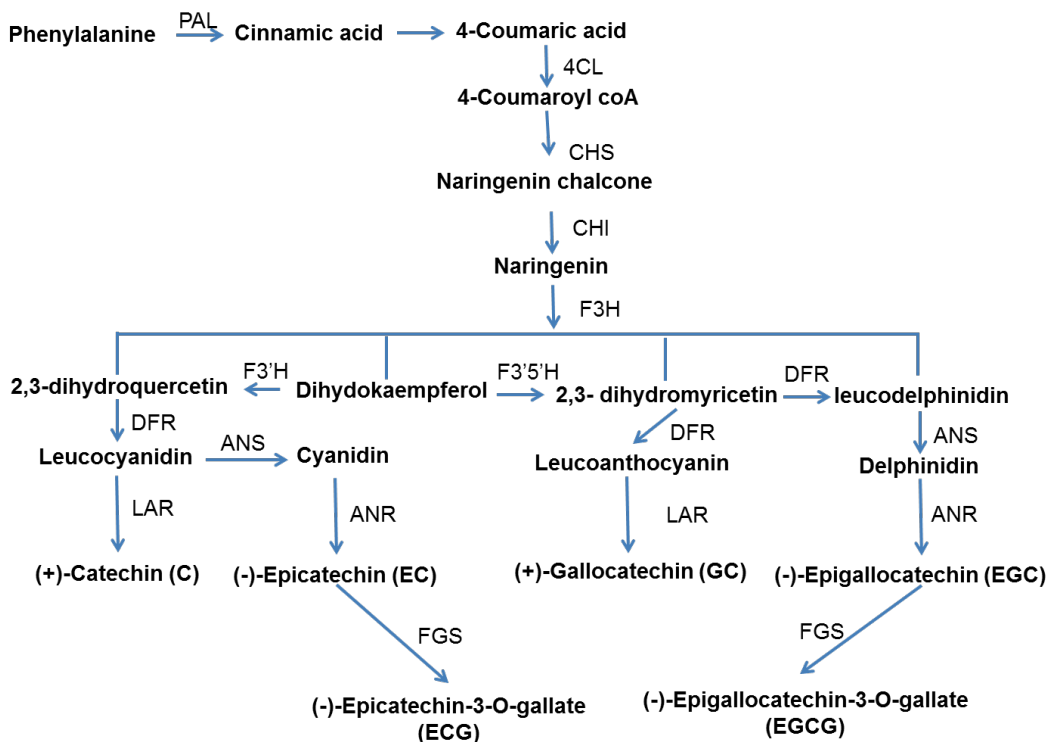 Phenylalanine
PAL
Cinnamic acid
4-Coumaric acid
4CL
4-Coumaroyl coA
CHS
Naringenin chalcone
CHI
Naringenin
F3H
2,3-dihydroquercetin
F3'H
Dihydokaempferol
F3'5'H
2,3- dihydromyricetin
DFR
leucodelphinidin
DFR
ANS
DFR
ANS
Leucocyanidin
Cyanidin
Leucoanthocyanin
Delphinidin
LAR
ANR
LAR
ANR
(+)-Catechin (C)
(-)-Epicatechin (EC)
(+)-Gallocatechin (GC)
(-)-Epigallocatechin (EGC)
FGS
FGS
(-)-Epicatechin-3-O-gallate
(ECG)
(-)-Epigallocatechin-3-O-gallate
(EGCG)